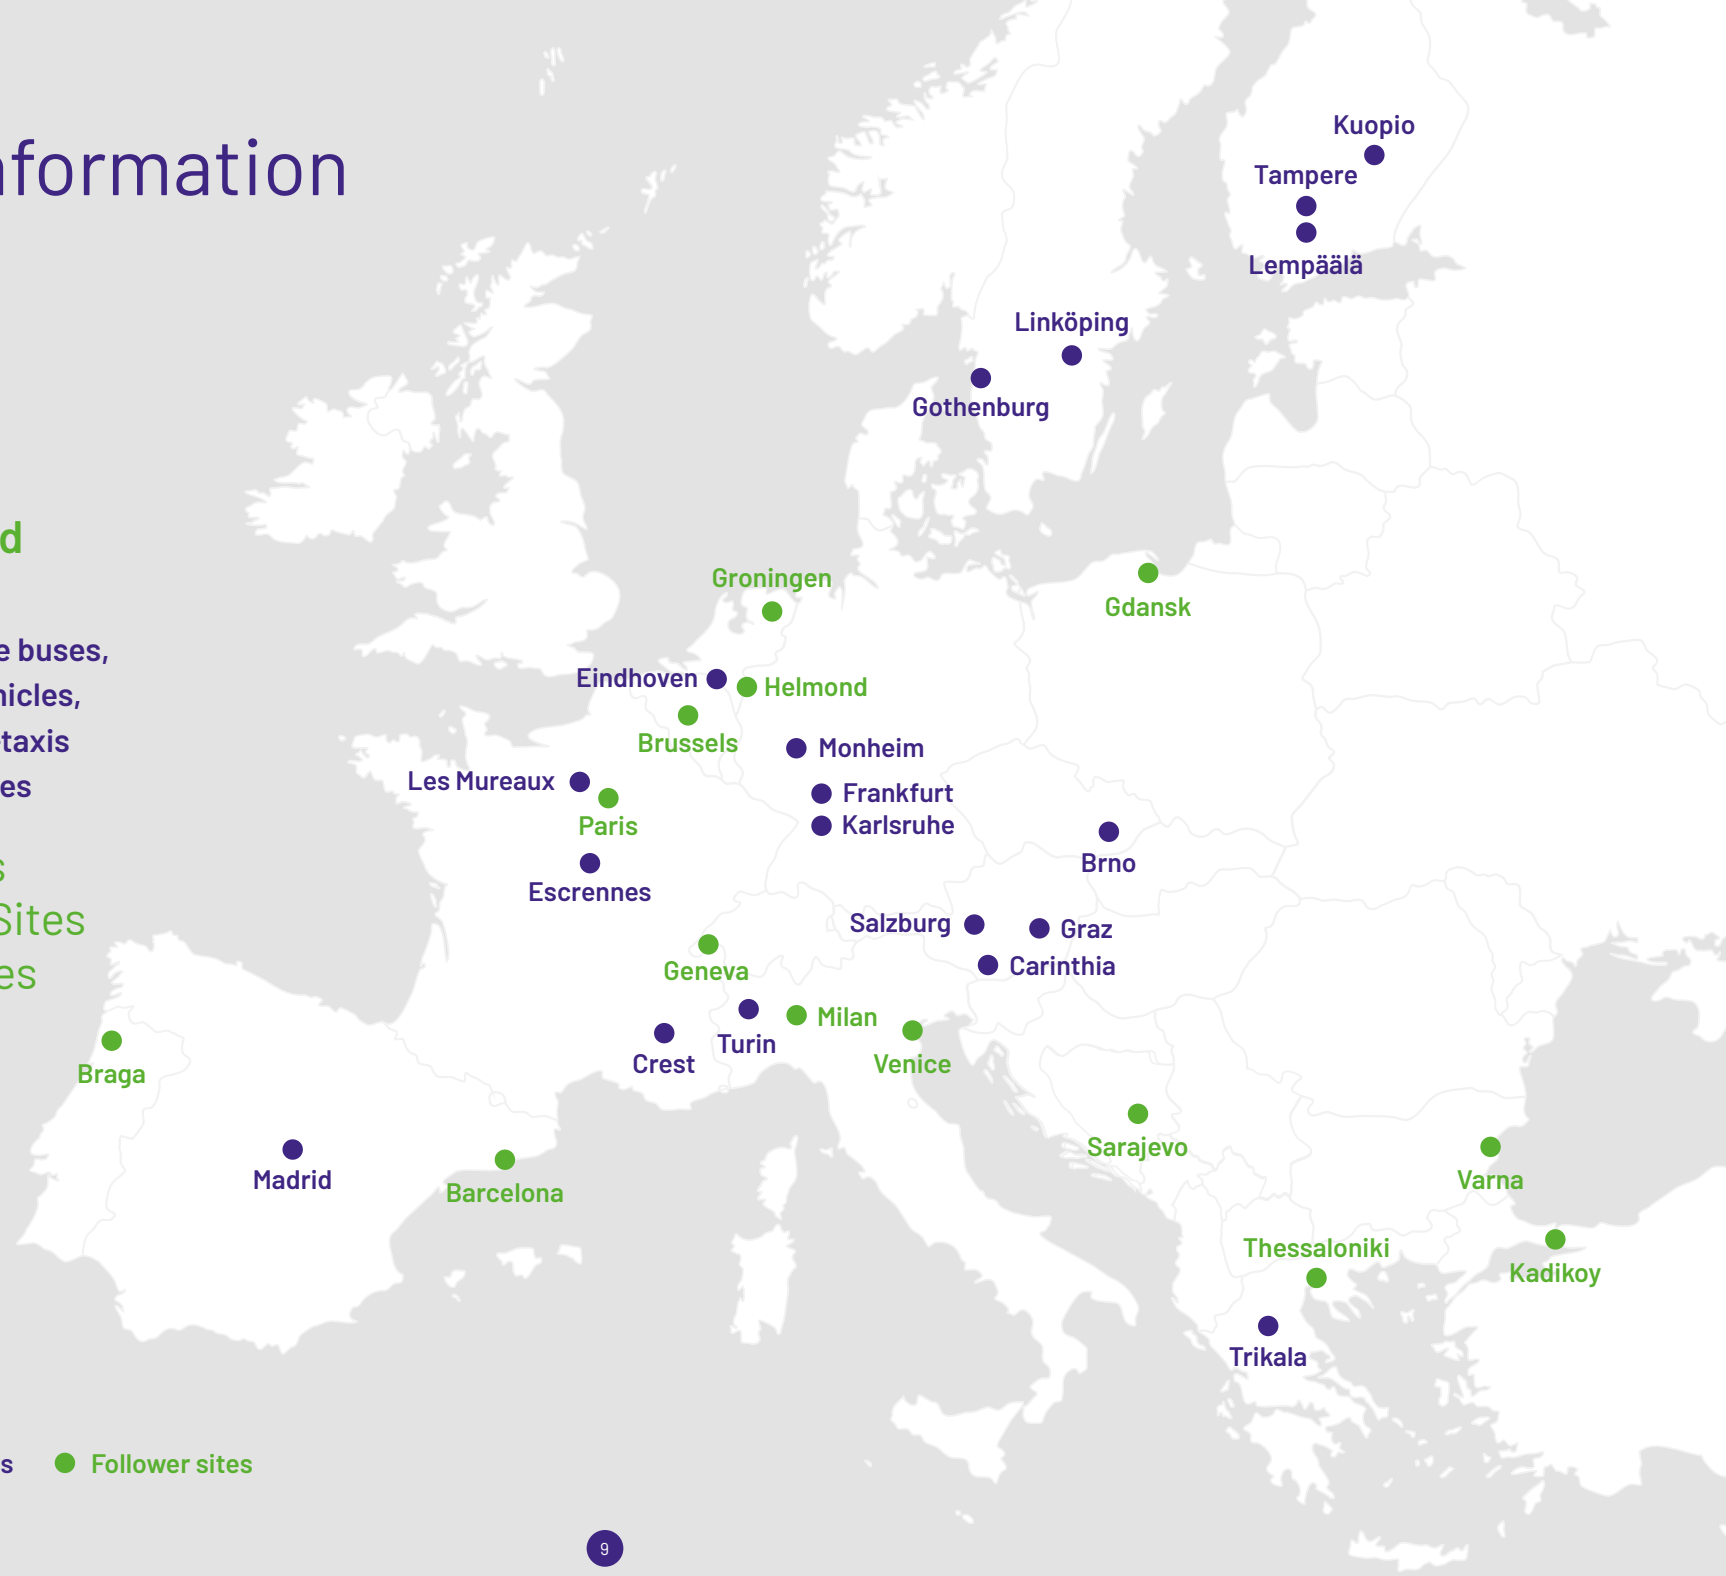 nformation
d
e buses,
nicles,
taxis
es
s
Sites
es
Kuopio
Tampere
Lempäälä
Linköping
Gothenburg
Groningen
Gdansk
Eindhoven
Helmond
Brussels
Monheim
Les Mureaux
Frankfurt
Paris
Karlsruhe
Brno
Escrennes
Salzburg
Graz
Geneva
Carinthia
Milan
Turin
Crest
Venice
Braga
Sarajevo
Madrid
Barcelona
Varna
Thessaloniki
Kadikoy
Trikala
s
Follower sites
9